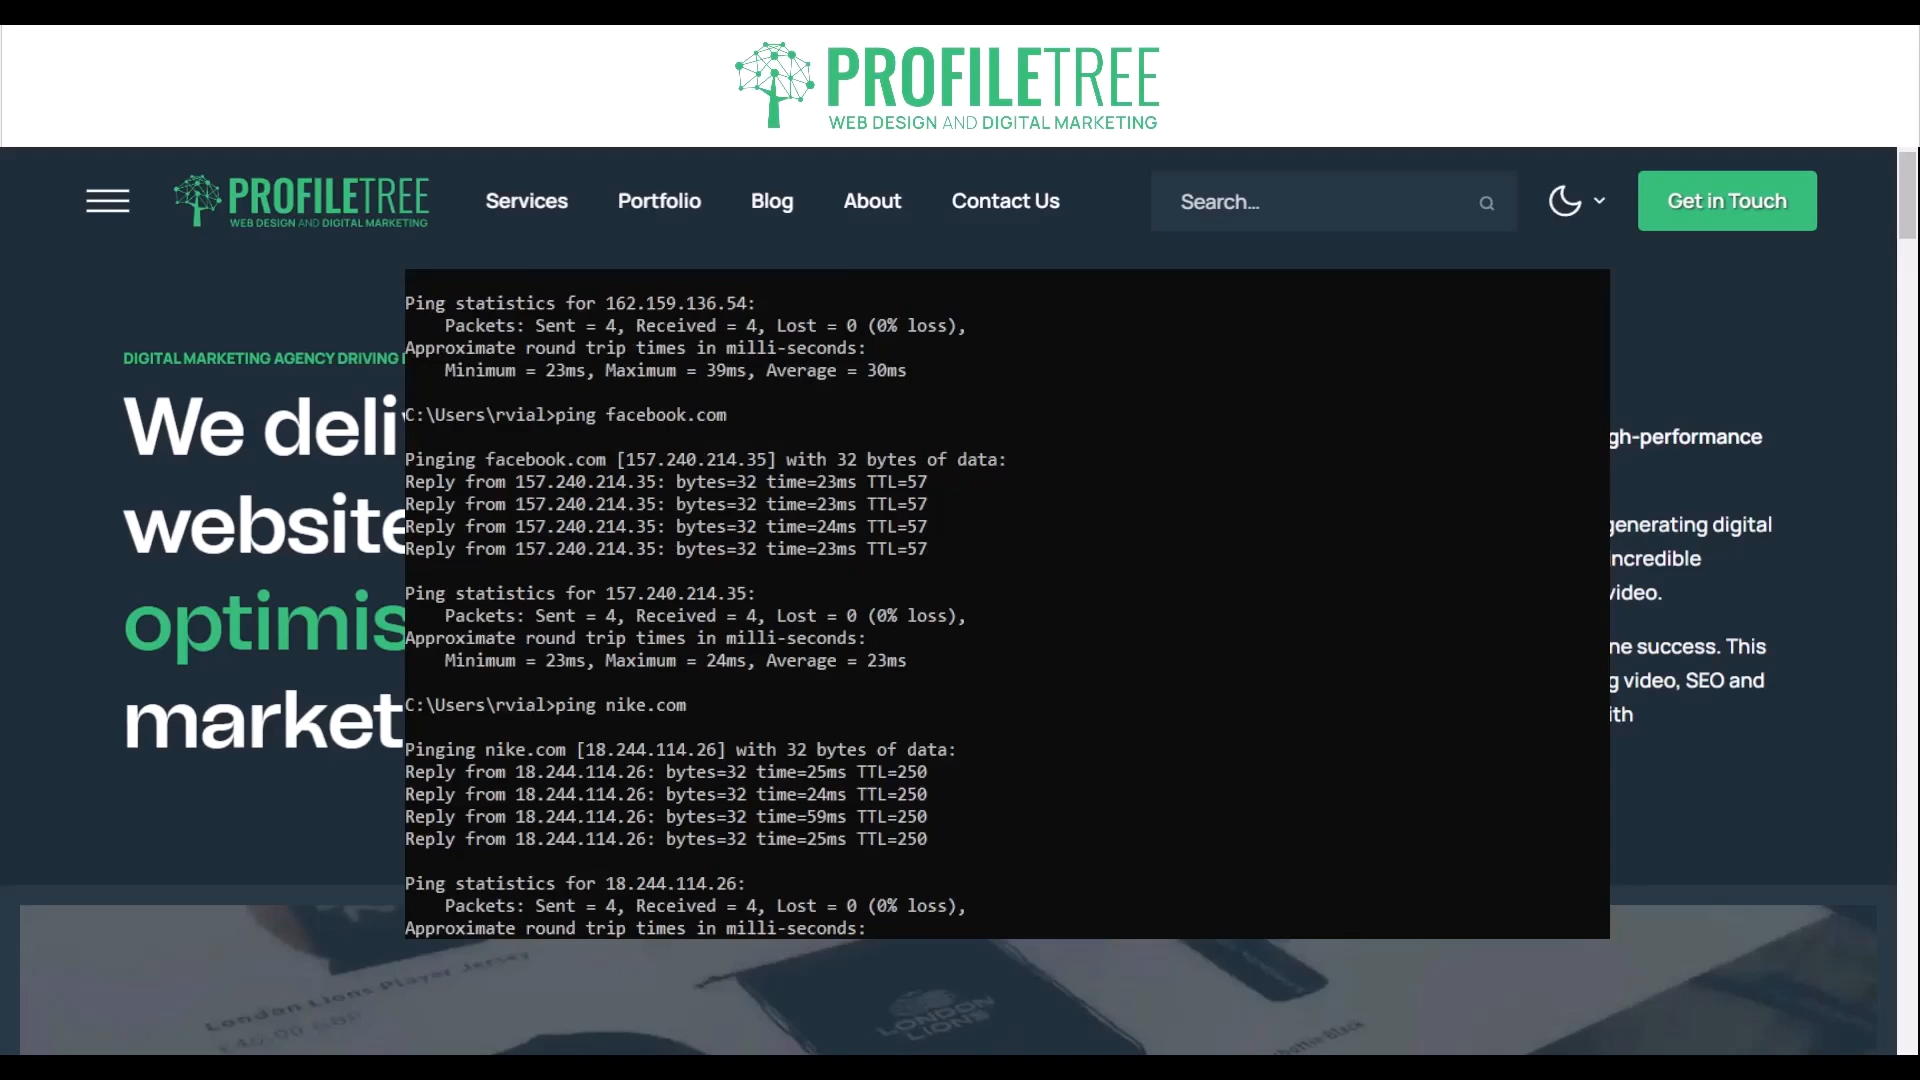 PROFILETREE
WEB DESIGN AND DIGITAL MARKETING
PROFILETREE
WEB DESIGN AND DIGITAL MARKETING
Services
Portfolio
Blog
About
Contact Us
Search...
Get in Touch
DIGITAL MARKETING AGENCY DRIVING
We deli
website
optimis
market
Ping statistics for 162.159.136.54:
Packets: Sent = 4, Received = 4, Lost = 0 (0% loss),
Approximate round trip times in milli-seconds:
Minimum = 23ms, Maximum = 39ms, Average = 30ms
C:\Users\rvial>ping facebook.com
Pinging facebook.com [157.240.214.35] with 32 bytes of data:
Reply from 157.240.214.35: bytes=32 time=23ms TTL=57
Reply from 157.240.214.35: bytes=32 time=23ms TTL=57
Reply from 157.240.214.35: bytes=32 time=24ms TTL=57
Reply from 157.240.214.35: bytes=32 time=23ms TTL=57
Ping statistics for 157.240.214.35:
Packets: Sent = 4, Received = 4, Lost = 0 (0% loss),
Approximate round trip times in milli-seconds:
Minimum = 23ms, Maximum = 24ms, Average = 23ms
C:\Users\rvial>ping nike.com
Pinging nike.com [18.244.114.26] with 32 bytes of data:
Reply from 18.244.114.26: bytes=32 time=25ms TTL=250
Reply from 18.244.114.26: bytes=32 time=24ms TTL=250
Reply from 18.244.114.26: bytes=32 time=59ms TTL=250
Reply from 18.244.114.26: bytes=32 time=25ms TTL=250
Ping statistics for 18.244.114.26:
Packets: Sent = 4, Received = 4, Lost = 0 (0% loss),
Approximate round trip times in milli-seconds:
gh-performance
generating digital
incredible
video.
ne success. This
g video, SEO and
ith
London Lions Player Jersey
LONDON
LIONS